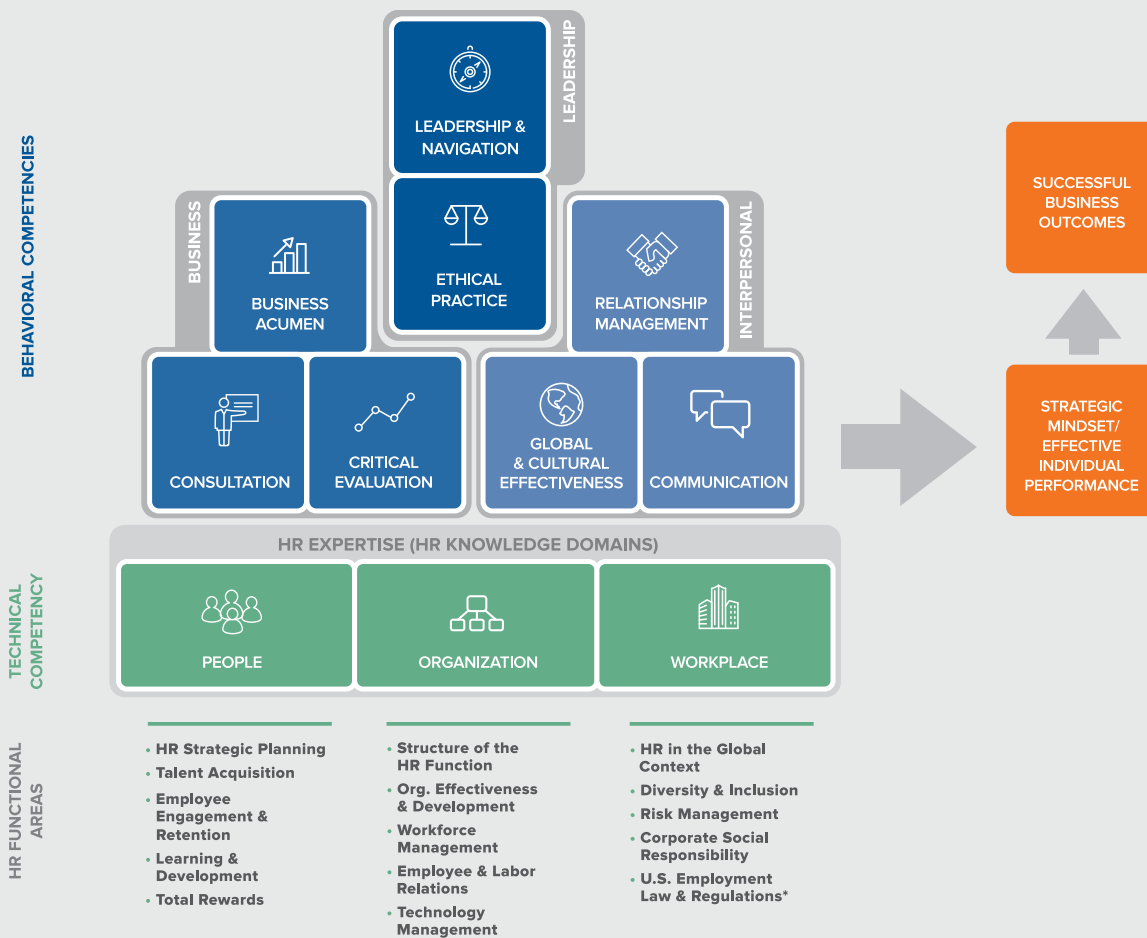 BEHAVIORAL COMPETENCIES
LEADERSHIP
LEADERSHIP &
NAVIGATION
ETHICAL
PRACTICE
BUSINESS
BUSINESS
ACUMEN
CONSULTATION
CRITICAL
EVALUATION
INTERPERSONAL
RELATIONSHIP
MANAGEMENT
GLOBAL
& CULTURAL
EFFECTIVENESS
COMMUNICATION
SUCCESSFUL
BUSINESS
OUTCOMES
STRATEGIC
MINDSET/
EFFECTIVE
INDIVIDUAL
PERFORMANCE
TECHNICAL
COMPETENCY
HR EXPERTISE (HR KNOWLEDGE DOMAINS)
PEOPLE
ORGANIZATION
WORKPLACE
HR FUNCTIONAL
AREAS
• HR Strategic Planning
• Talent Acquisition
• Employee
Engagement &
Retention
• Learning &
Development
• Total Rewards
• Structure of the
HR Function
• Org. Effectiveness
& Development
• Workforce
Management
• Employee & Labor
Relations
• Technology
Management
• HR in the Global
Context
• Diversity & Inclusion
• Risk Management
• Corporate Social
Responsibility
• U.S. Employment
Law & Regulations*